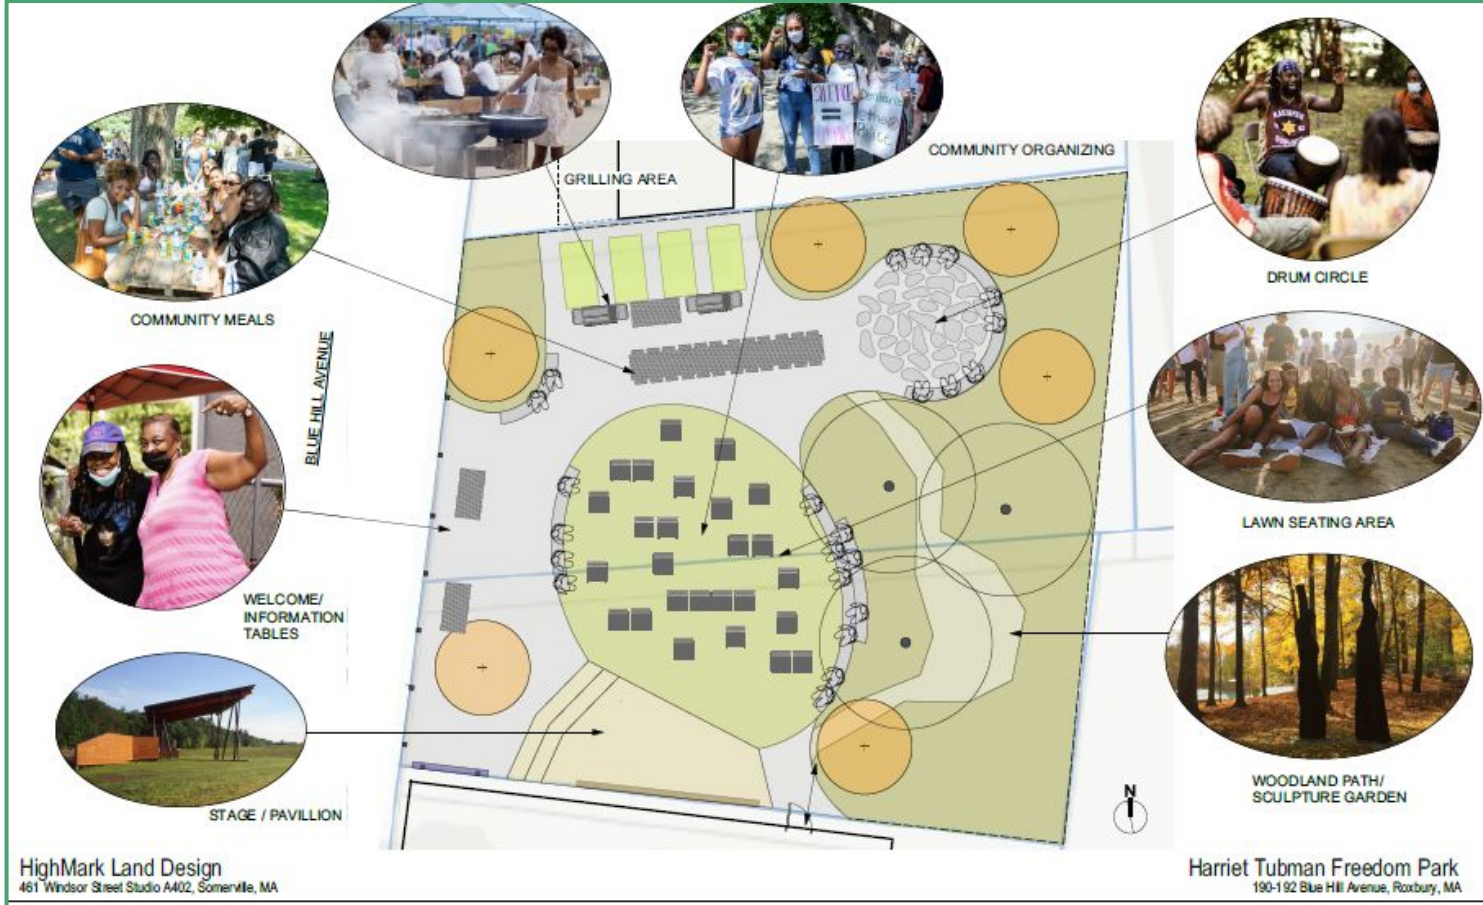 COMMUNITY ORGANIZING
GRILLING AREA
SILENCE
=
DRUM CIRCLE
COMMUNITY MEALS
BLUE HILL AVENUE
LAWN SEATING AREA
WELCOME/
INFORMATION
TABLES
WOODLAND PATH/
SCULPTURE GARDEN
STAGE / PAVILLION
N
HighMark Land Design
461 Windsor Street Studio A402, Somerville, MA
Harriet Tubman Freedom Park
190-192 Blue Hill Avenue, Roxbury, MA